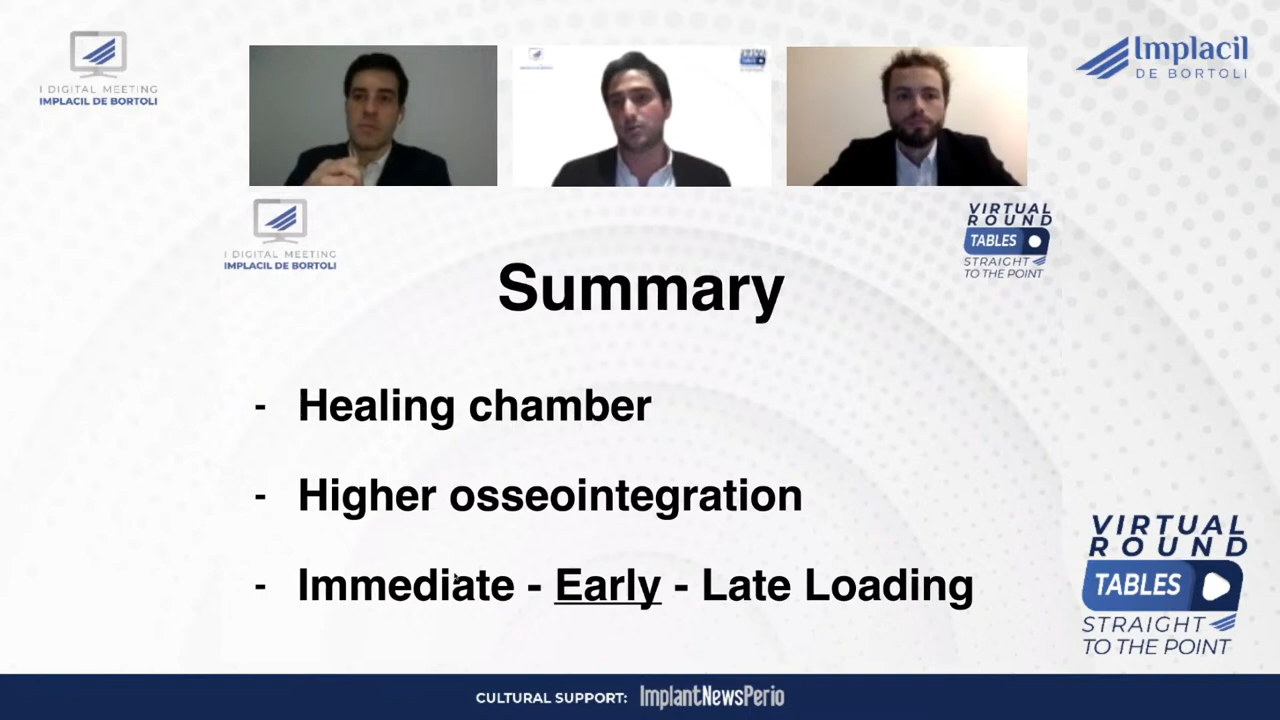 I DIGITAL MEETING
IMPLACIL DE BORTOLI
Implacil
DE BORTOLI
I DIGITAL MEETING
IMPLACIL DE BORTOLI
VIRTUAL
ROUND
TABLES
STRAIGHT
TO THE POINT
Summary
- Healing chamber
- Higher osseointegration
- Immediate - Early - Late Loading
VIRTUAL
ROUND
TABLES
STRAIGHT
TO THE POINT
CULTURAL SUPPORT: ImplantNewsPerio